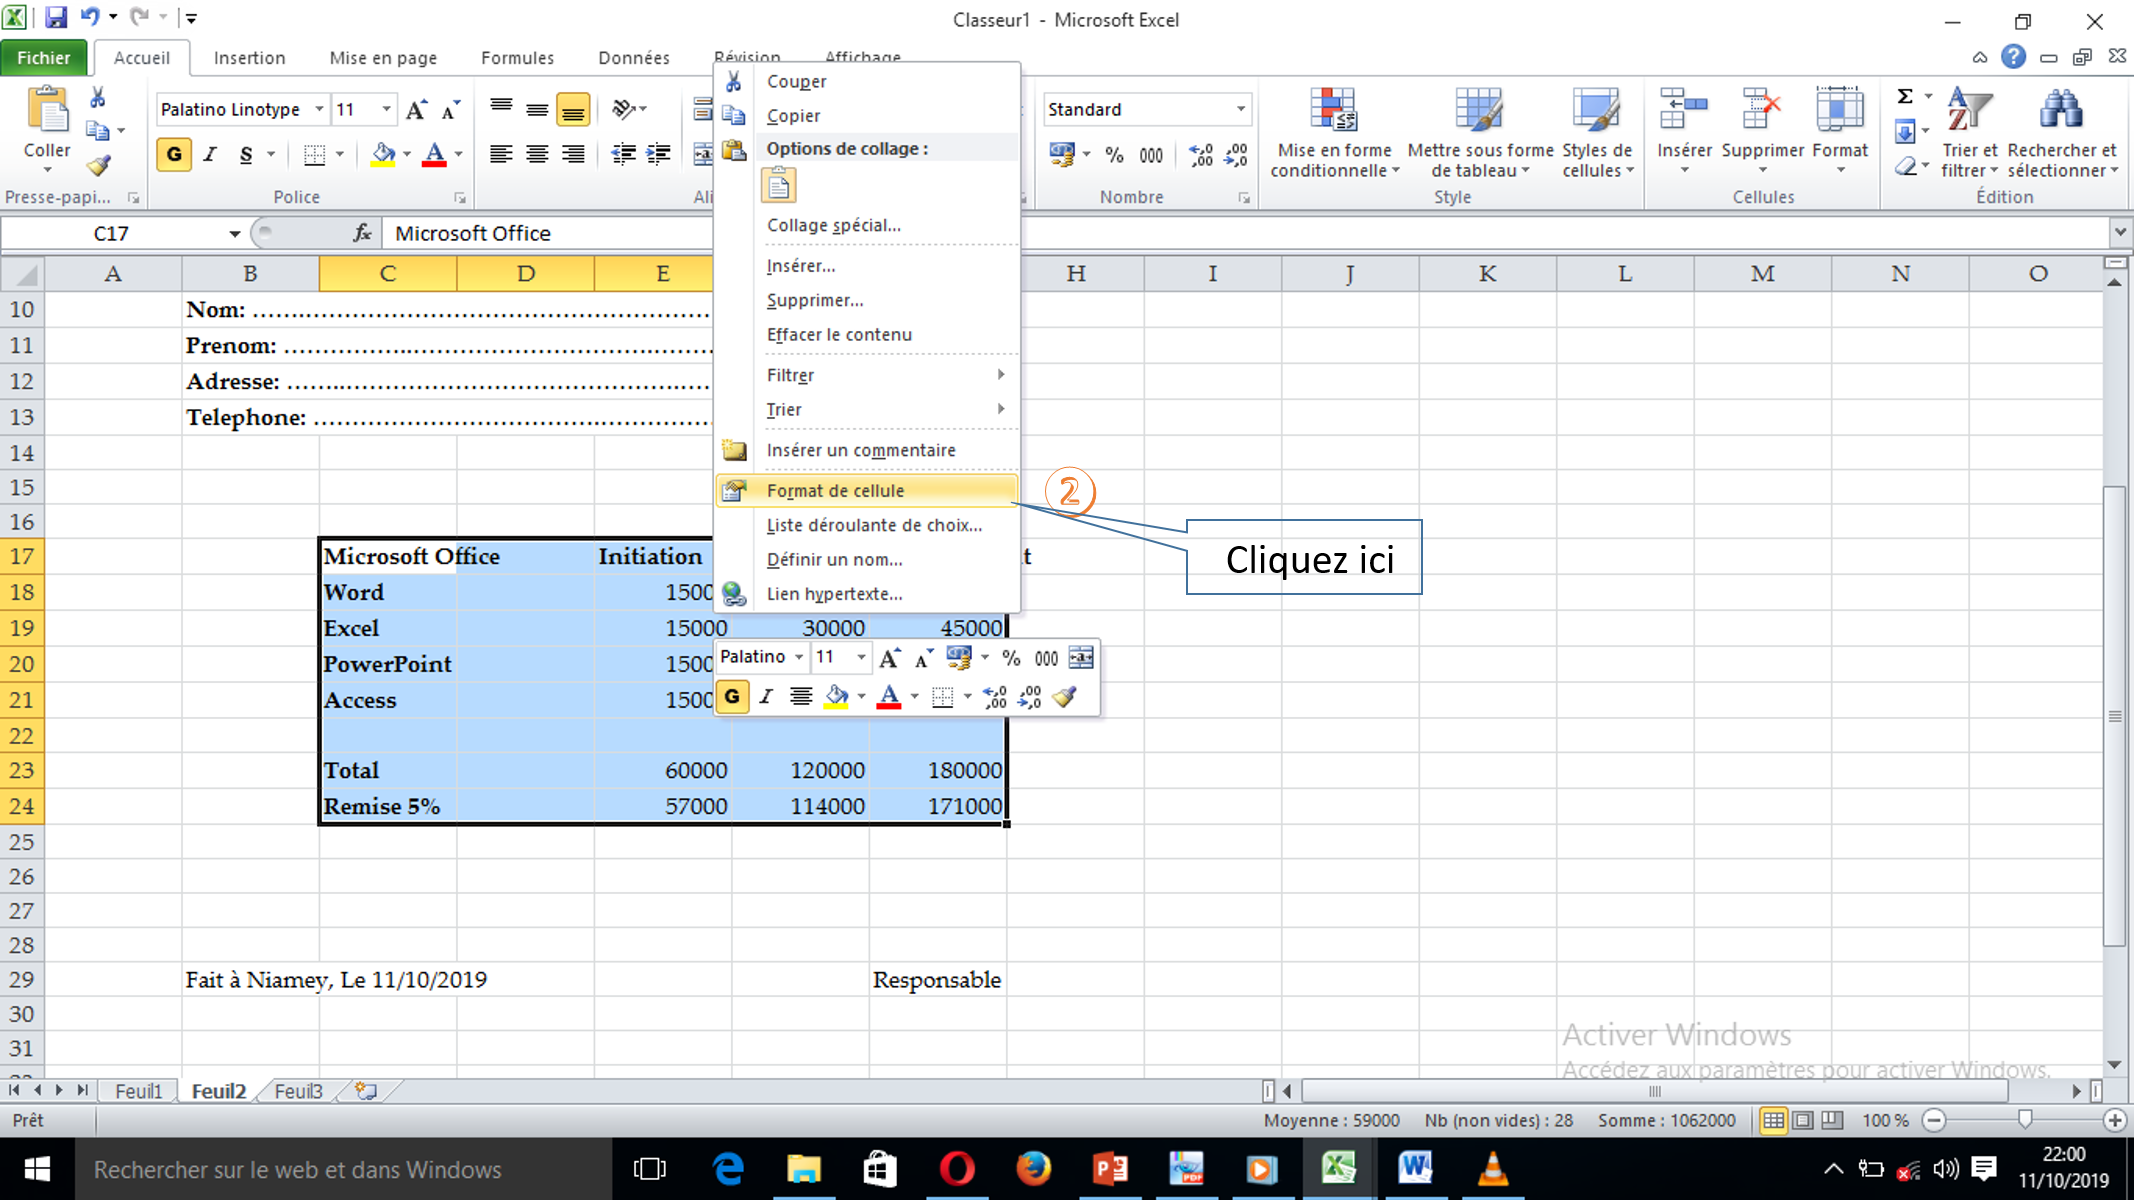 Classeur1 - Microsoft Excel
Fichier Accueil Insertion Mise en page Formules Données Révision Affichage
Palatino Linotype 11
Standard
Coller
G I S
% 000
Mise en forme conditionnelle
Mettre sous forme de tableau
Styles de cellules
Insérer Supprimer Format
Trier et filtrer
Rechercher et sélectionner
Presse-papi... Police Ali Nombre Style Cellules Édition
C17 fx Microsoft Office
A B C D E H I J K L M N O
10 Nom: ........................................................
11 Prenom: ........................................................
12 Adresse: ........................................................
13 Telephone: ........................................................
14
15
16
17 Microsoft Office Initiation t
18 Word 1500
19 Excel 15000 30000 45000
20 PowerPoint 1500
21 Access 1500
22
23 Total 60000 120000 180000
24 Remise 5% 57000 114000 171000
25
26
27
28
29 Fait à Niamey, Le 11/10/2019 Responsable
30
31
Couper
Copier
Options de collage :
Collage spécial...
Insérer...
Supprimer...
Effacer le contenu
Filtrer
Trier
Insérer un commentaire
Format de cellule
Liste déroulante de choix...
Définir un nom...
Lien hypertexte...
2
Cliquez ici
Palatino 11 A A % 000
G I A
Activer Windows
Accédez aux paramètres pour activer Windows.
Feuil1 Feuil2 Feuil3
Prêt Moyenne : 59000 Nb (non vides) : 28 Somme : 1062000 100 %
Rechercher sur le web et dans Windows
22:00
11/10/2019